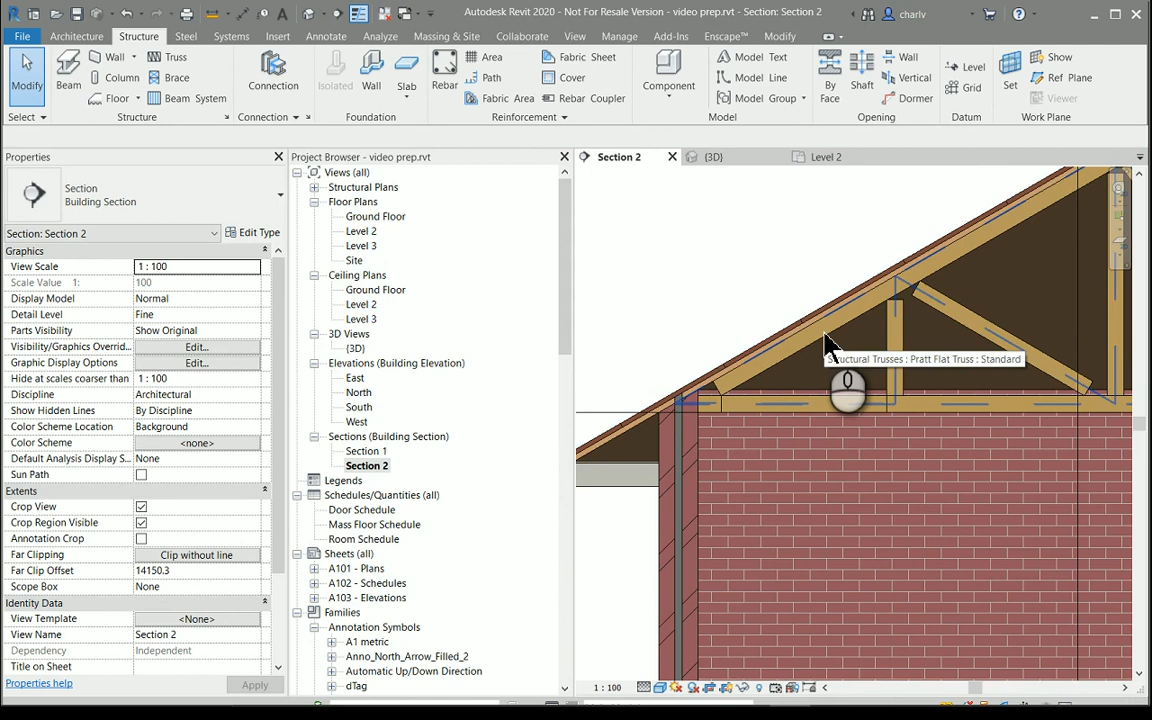 Autodesk Revit 2020 - Not For Resale Version - video prep.rvt - Section: Section 2
charlv
File Architecture Structure Steel Systems Insert Annotate Analyze Massing & Site Collaborate View Manage Add-Ins Enscape™ Modify
Wall Truss Area Fabric Sheet Model Text Wall Show
Column Brace Path Cover Model Line Vertical Level Ref Plane
Modify Beam Connection Isolated Wall Slab Rebar Component By Shaft Set
Floor Beam System Fabric Area Rebar Coupler Model Group Face Dormer Grid Viewer
Select Structure Connection Foundation Reinforcement Model Opening Datum Work Plane
Properties
Section
Building Section
Section: Section 2 Edit Type
Graphics
View Scale 1 : 100
Scale Value 1: 100
Display Model Normal
Detail Level Fine
Parts Visibility Show Original
Visibility/Graphics Overrid... Edit...
Graphic Display Options Edit...
Hide at scales coarser than 1 : 100
Discipline Architectural
Show Hidden Lines By Discipline
Color Scheme Location Background
Color Scheme <none>
Default Analysis Display S... None
Sun Path
Extents
Crop View
Crop Region Visible
Annotation Crop
Far Clipping Clip without line
Far Clip Offset 14150.3
Scope Box None
Identity Data
View Template <None>
View Name Section 2
Dependency Independent
Title on Sheet
Properties help Apply
Project Browser - video prep.rvt
Views (all)
Structural Plans
Floor Plans
Ground Floor
Level 2
Level 3
Site
Ceiling Plans
Ground Floor
Level 2
Level 3
3D Views
{3D}
Elevations (Building Elevation)
East
North
South
West
Sections (Building Section)
Section 1
Section 2
Legends
Schedules/Quantities (all)
Door Schedule
Mass Floor Schedule
Room Schedule
Sheets (all)
A101 - Plans
A102 - Schedules
A103 - Elevations
Families
Annotation Symbols
A1 metric
Anno_North_Arrow_Filled_2
Automatic Up/Down Direction
dTag
Section 2 {3D} Level 2
Structural Trusses : Pratt Flat Truss : Standard
1 : 100